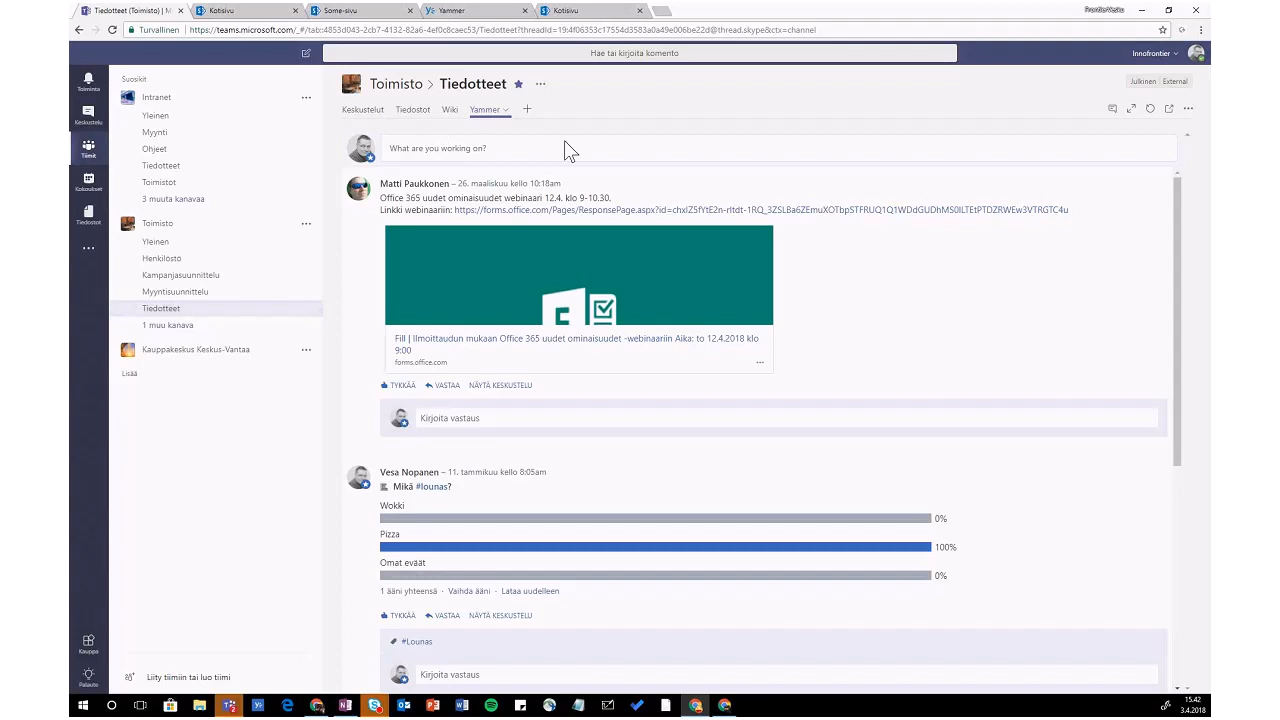 Tiedotteet (Toimisto) | M
Kotisivu
Some-sivu
Yammer
Kotisivu
Turvallinen
https://teams.microsoft.com/_#/tab::4853d043-2cb7-4132-82a6-4ef0c8caec53/Tiedotteet?threadId=19:4f06353c17554d3583a0a49e006be22d@thread.skype&ctx=channel
Hae tai kirjoita komento
Innofrontier
Toiminta
Keskustelu
Tiimit
Kokoukset
Tiedostot
Kauppa
Palaute
Suosikit
Intranet
Yleinen
Myynti
Ohjeet
Tiedotteet
Toimistot
3 muuta kanavaa
Toimisto
Yleinen
Henkilöstö
Kampanjasuunnittelu
Myyntisuunnittelu
Tiedotteet
1 muu kanava
Kauppakeskus Keskus-Vantaa
Lisää
Liity tiimiin tai luo tiimi
Toimisto > Tiedotteet
Julkinen External
Keskustelut Tiedostot Wiki Yammer
What are you working on?
Matti Paukkonen – 26. maaliskuu kello 10:18am
Office 365 uudet ominaisuudet webinaari 12.4. klo 9-10.30.
Linkki webinaariin: https://forms.office.com/Pages/ResponsePage.aspx?id=chxIZ5fYtE2n-rltdt-1RQ_3ZSLBa6ZEmuXOTbpSTFRUQ1Q1WDdGUDhMS0lLTEtPTDZRWEw3VTRGTC4u
Fill | Ilmoittaudun mukaan Office 365 uudet ominaisuudet -webinaariin Aika: to 12.4.2018 klo
9:00
forms.office.com
TYKKÄÄ VASTAA NÄYTÄ KESKUSTELU
Kirjoita vastaus
Vesa Nopanen – 11. tammikuu kello 8:05am
Mikä #lounas?
Wokki
0%
Pizza
100%
Omat eväät
0%
1 ääni yhteensä · Vaihda ääni · Lataa uudelleen
TYKKÄÄ VASTAA NÄYTÄ KESKUSTELU
#Lounas
Kirjoita vastaus
15.42
3.4.2018